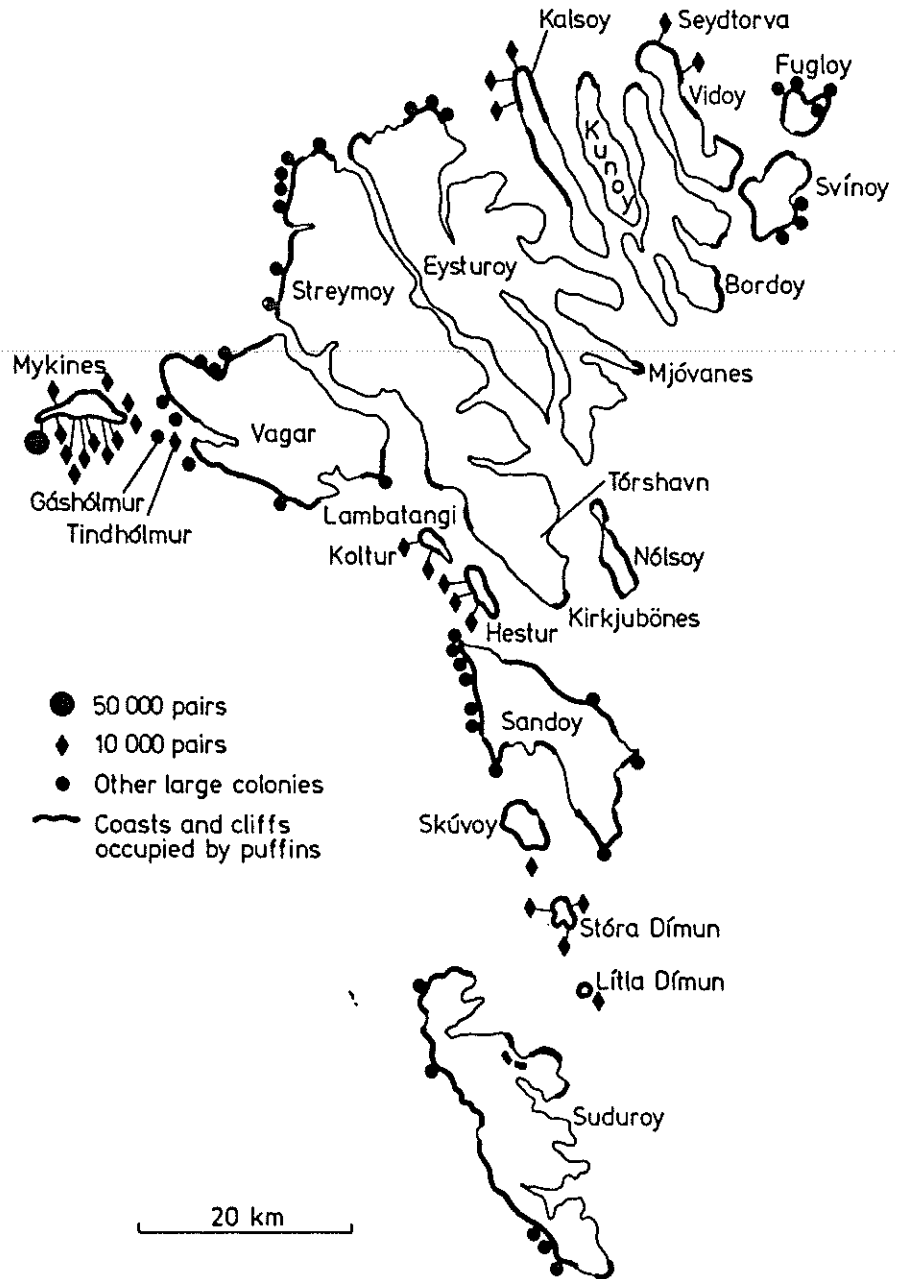 Kalsoy
Seydtorva
Fugloy
Vidoy
Kunoy
Svínoy
Eysturoy
Streymoy
Bordoy
Mykines
Mjóvanes
Vagar
Tórshavn
Gáshólmur
Tindhólmur
Lambatangi
Koltur
Nólsoy
Kirkjubönes
Hestur
50 000 pairs
10 000 pairs
Other large colonies
Coasts and cliffs
occupied by puffins
Sandoy
Skúvoy
Stóra Dímun
Lítla Dímun
Suduroy
20 km